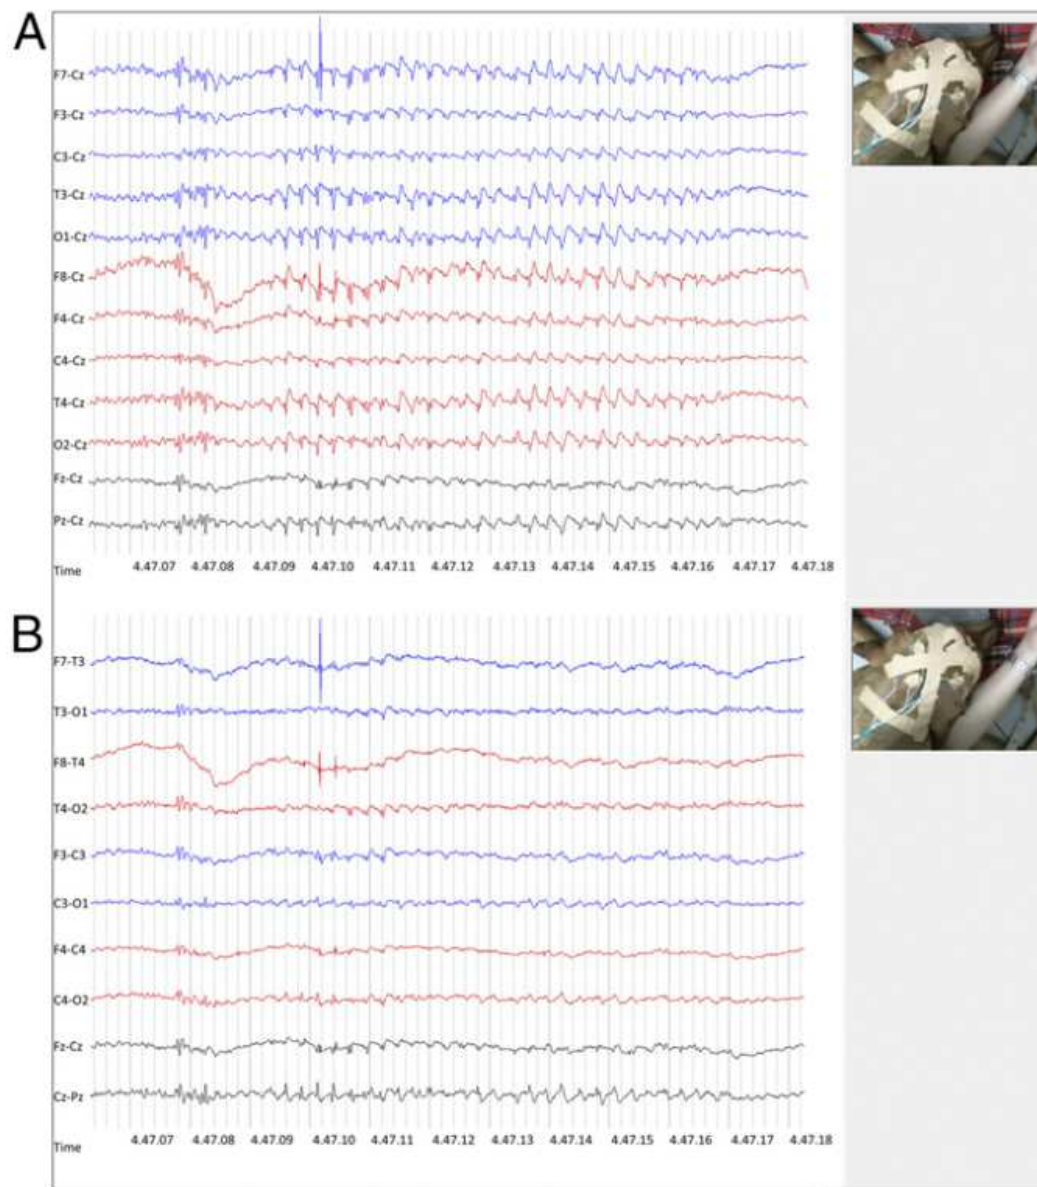 A
F7-Cz
F3-Cz
C3-Cz
T3-Cz
O1-Cz
F8-Cz
F4-Cz
C4-Cz
T4-Cz
O2-Cz
Fz-Cz
Pz-Cz
Time 4.47.07 4.47.08 4.47.09 4.47.10 4.47.11 4.47.12 4.47.13 4.47.14 4.47.15 4.47.16 4.47.17 4.47.18
B
F7-T3
T3-O1
F8-T4
T4-O2
F3-C3
C3-O1
F4-C4
C4-O2
Fz-Cz
Cz-Pz
Time 4.47.07 4.47.08 4.47.09 4.47.10 4.47.11 4.47.12 4.47.13 4.47.14 4.47.15 4.47.16 4.47.17 4.47.18